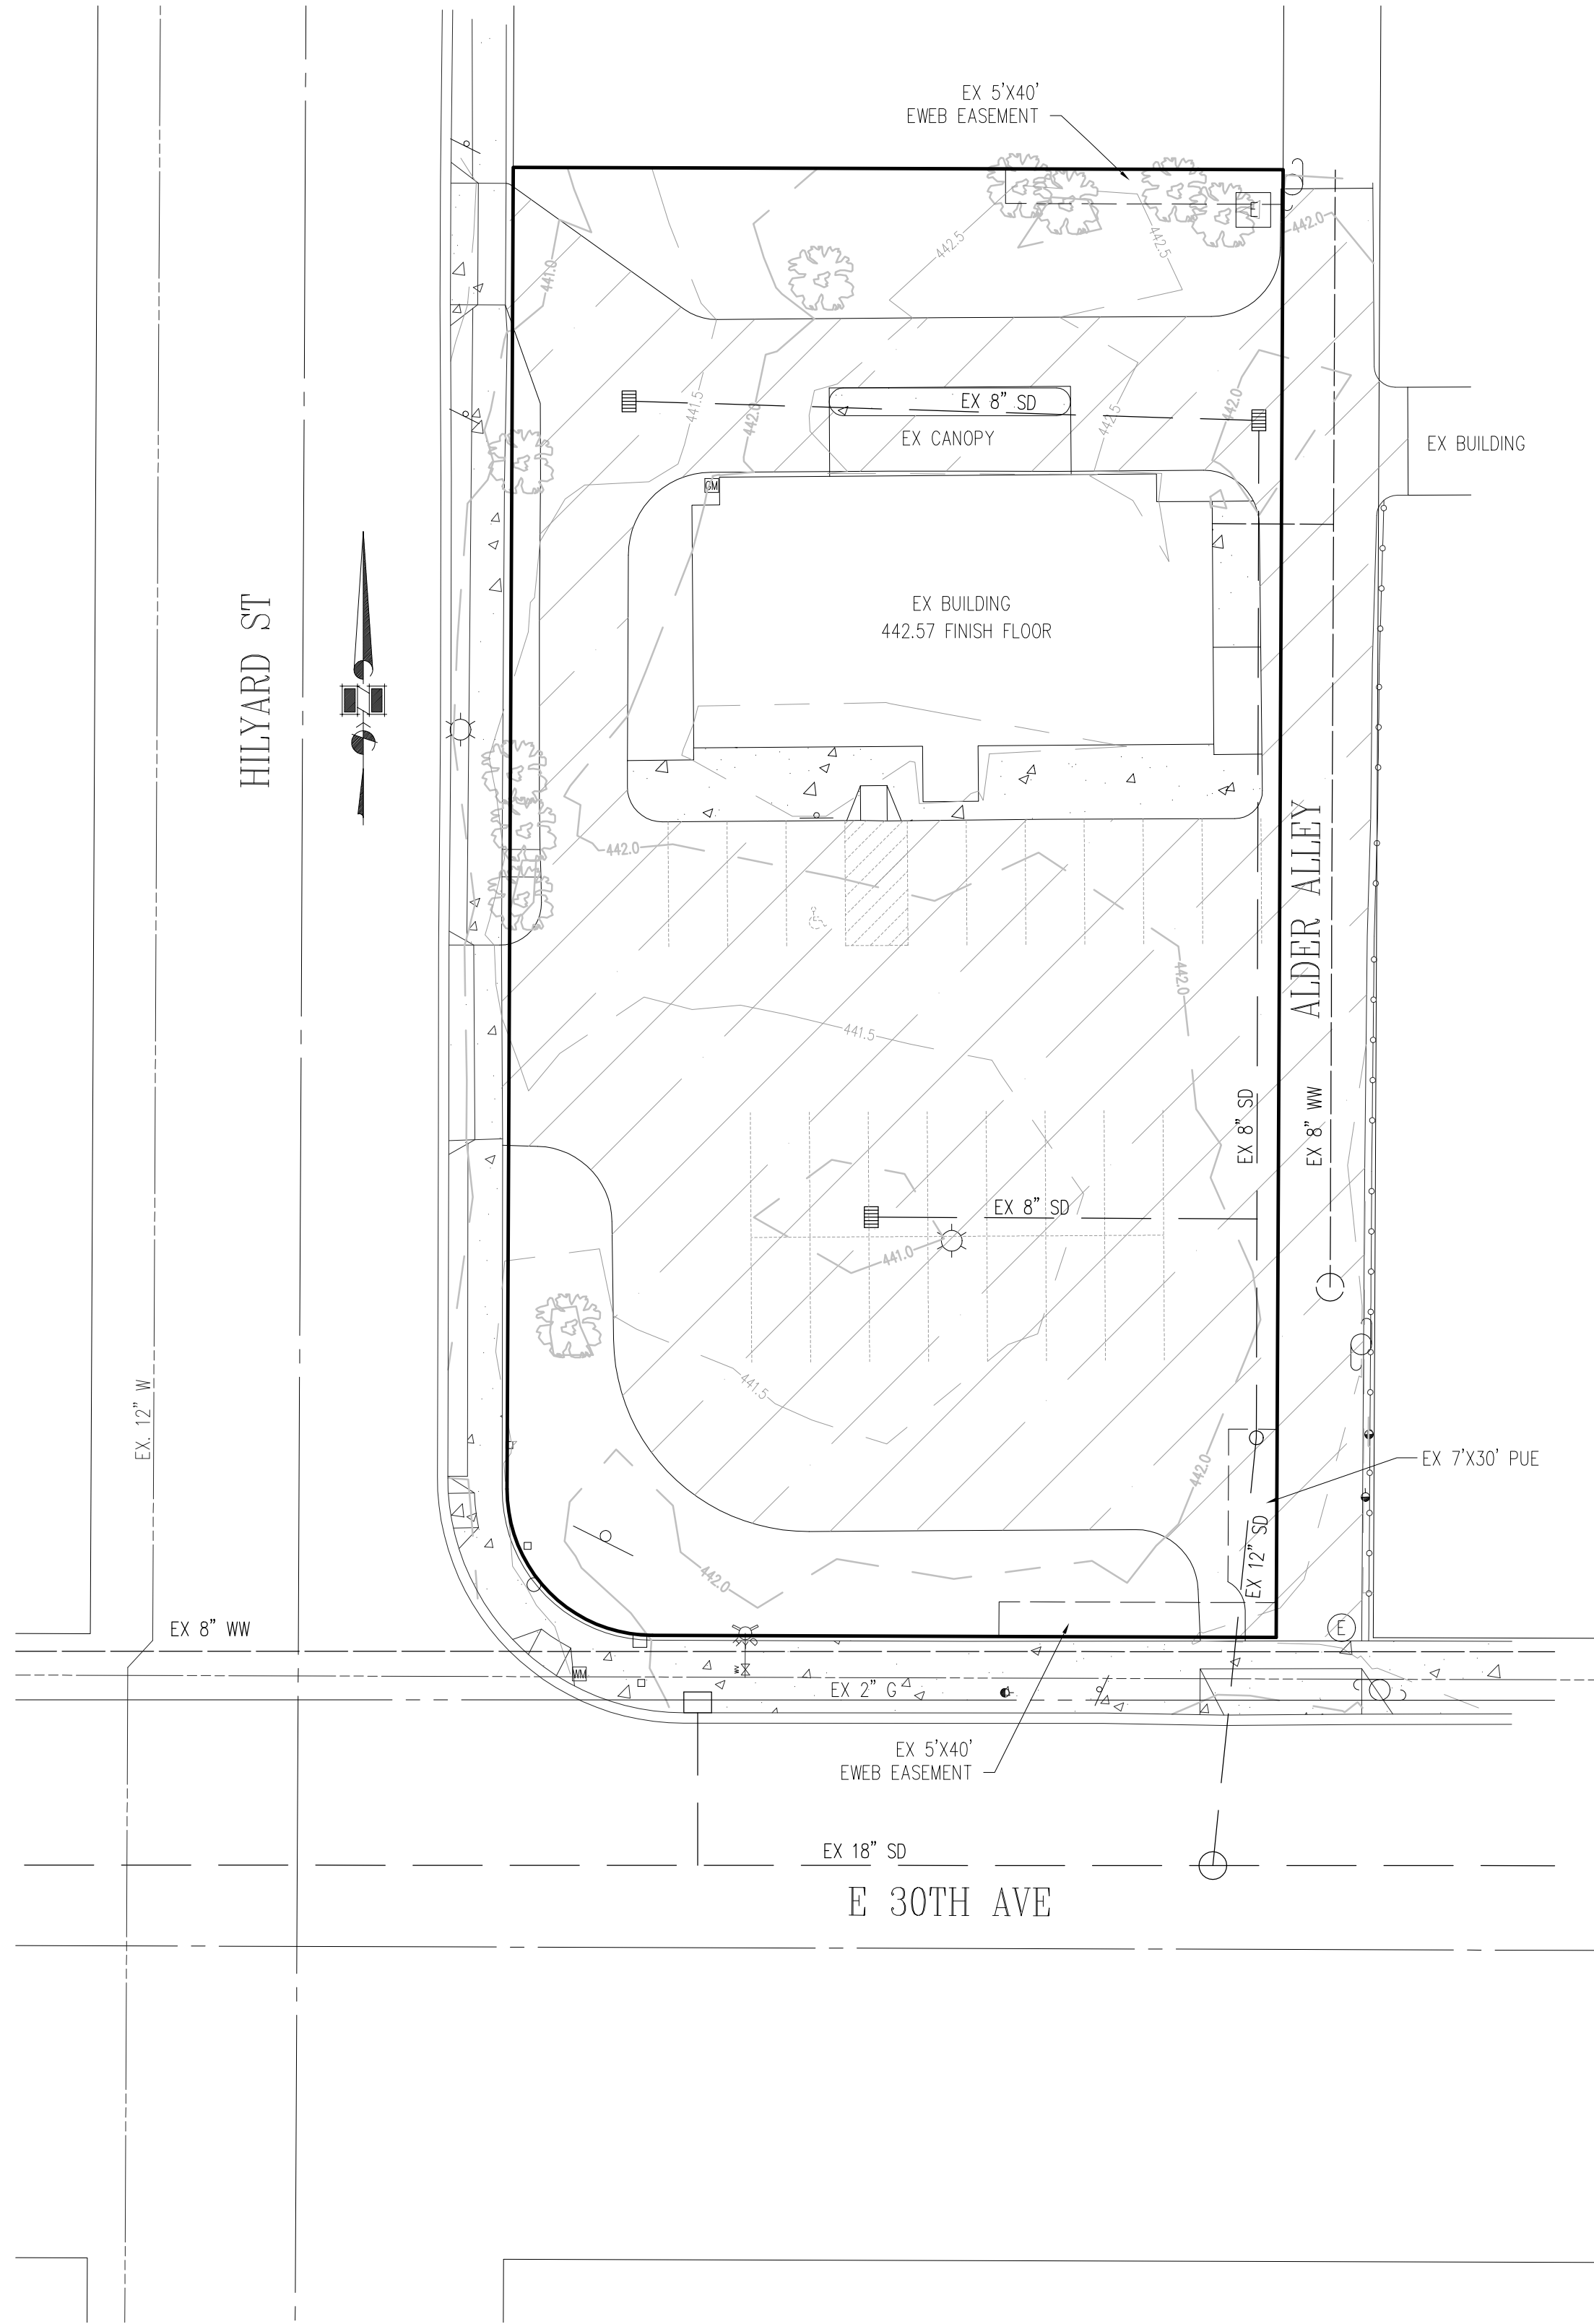 EX 5'X40'
EWEB EASEMENT
442.5
442.5
442.0
441.0
E
441.5
442.0
EX 8" SD
442.5
442.0
EX CANOPY
EX BUILDING
GM
EX BUILDING
442.57 FINISH FLOOR
HILYARD ST
442.0
ALDER ALLEY
442.0
441.5
EX 8" SD
EX 8" WW
EX 8" SD
441.0
441.5
EX. 12" W
442.0
EX 7'X30' PUE
EX 12" SD
442.0
EX 8" WW
E
WM
WV
EX 2" G
EX 5'X40'
EWEB EASEMENT
EX 18" SD
E 30TH AVE